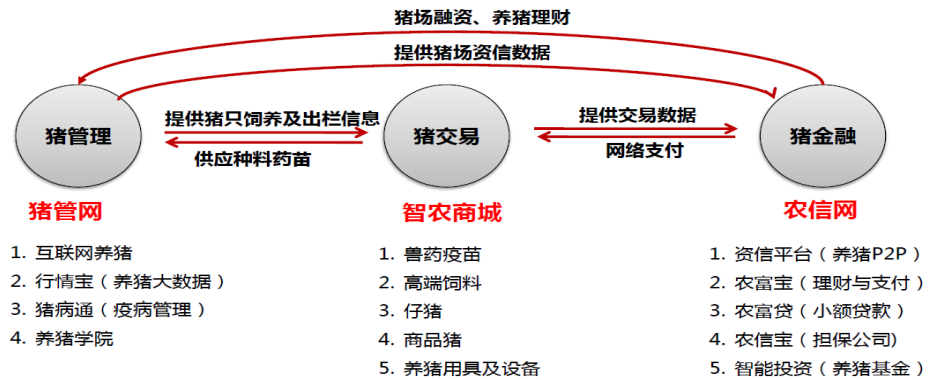 猪场融资、养猪理财
提供猪场资信数据
猪管理
提供猪只饲养及出栏信息
供应种料药苗
猪交易
提供交易数据
网络支付
猪金融
猪管网
智农商城
农信网
1. 互联网养猪
2. 行情宝（养猪大数据）
3. 猪病通（疫病管理）
4. 养猪学院
1. 兽药疫苗
2. 高端饲料
3. 仔猪
4. 商品猪
5. 养猪用具及设备
1. 资信平台（养猪P2P）
2. 农富宝（理财与支付）
3. 农富贷（小额贷款）
4. 农信宝（担保公司)
5. 智能投资（养猪基金）